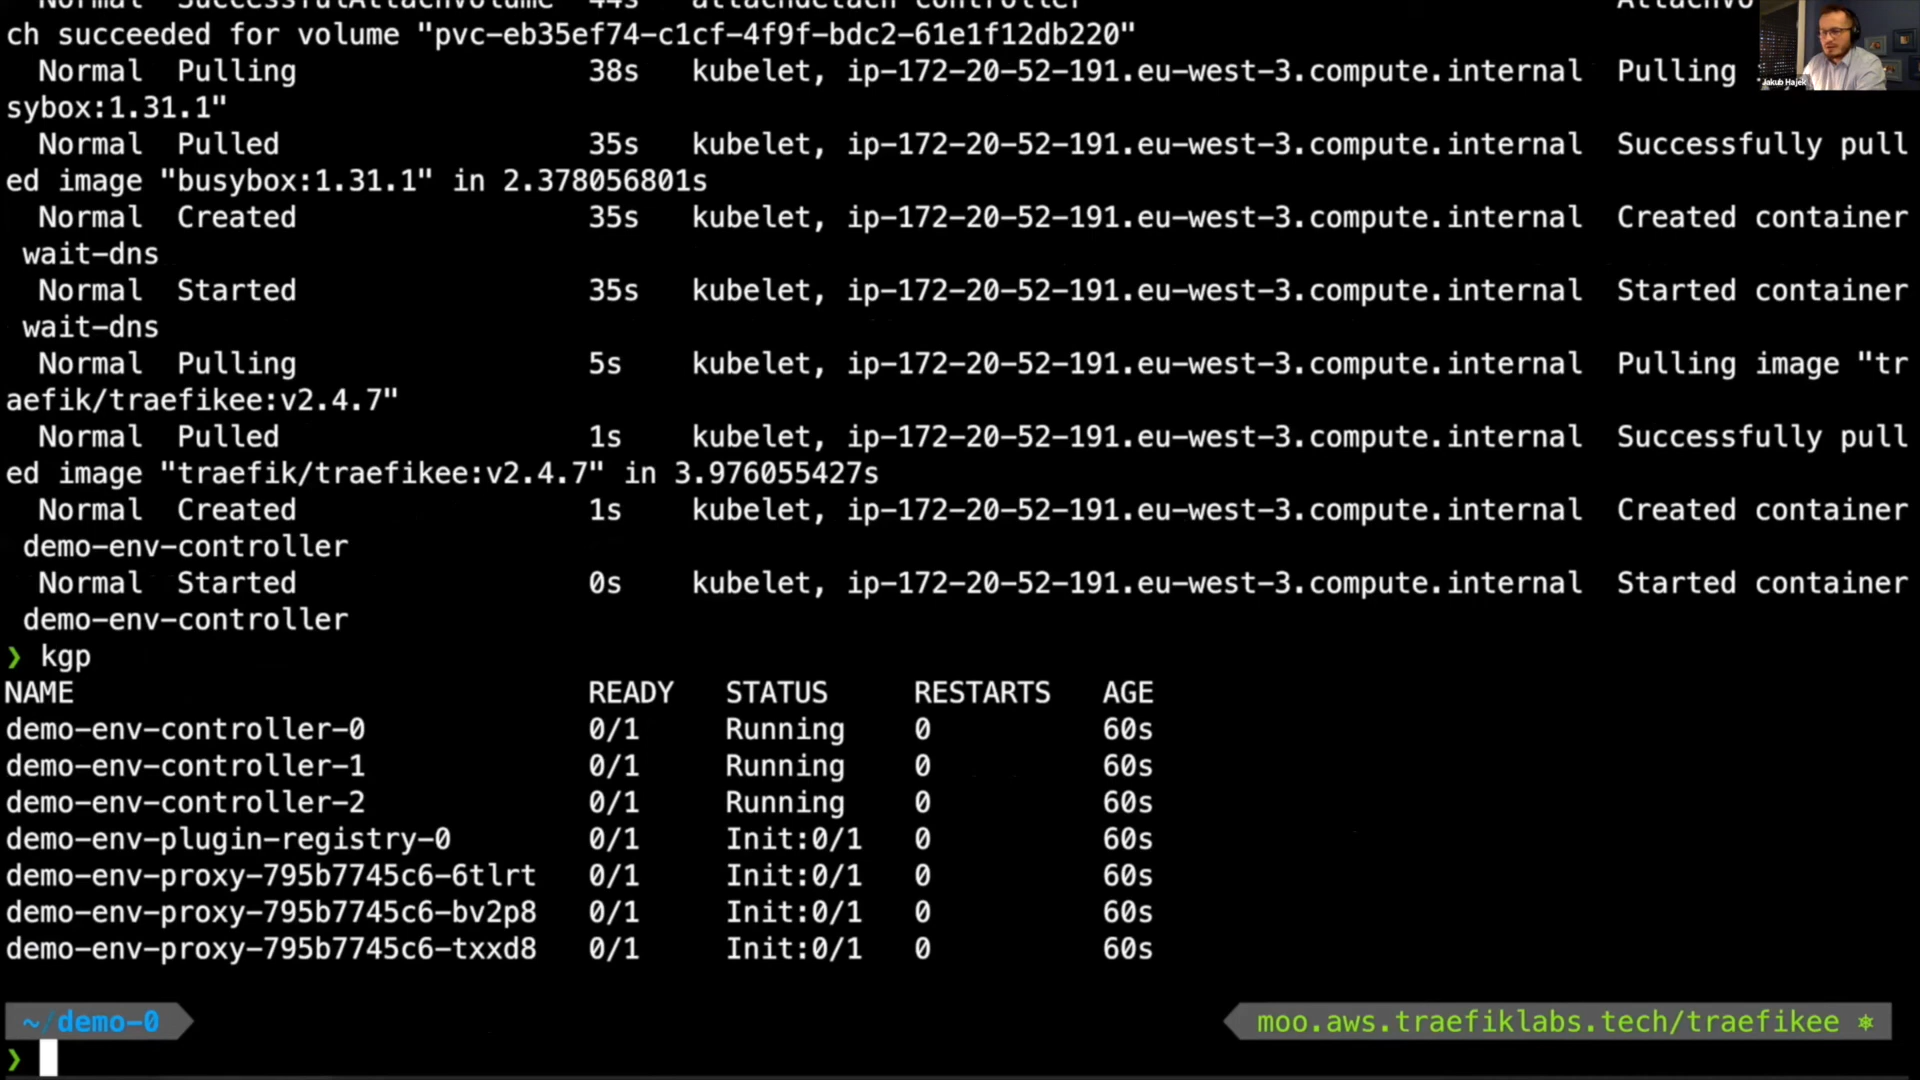 Normal  SuccessfulAttachVolume  44s  attachdetach-controller  AttachVo
ch succeeded for volume "pvc-eb35ef74-c1cf-4f9f-bdc2-61e1f12db220"
Normal  Pulling  38s  kubelet, ip-172-20-52-191.eu-west-3.compute.internal  Pulling
Jakub Hajek
sybox:1.31.1"
Normal  Pulled  35s  kubelet, ip-172-20-52-191.eu-west-3.compute.internal  Successfully pull
ed image "busybox:1.31.1" in 2.378056801s
Normal  Created  35s  kubelet, ip-172-20-52-191.eu-west-3.compute.internal  Created container
wait-dns
Normal  Started  35s  kubelet, ip-172-20-52-191.eu-west-3.compute.internal  Started container
wait-dns
Normal  Pulling  5s  kubelet, ip-172-20-52-191.eu-west-3.compute.internal  Pulling image "tr
aefik/traefikee:v2.4.7"
Normal  Pulled  1s  kubelet, ip-172-20-52-191.eu-west-3.compute.internal  Successfully pull
ed image "traefik/traefikee:v2.4.7" in 3.976055427s
Normal  Created  1s  kubelet, ip-172-20-52-191.eu-west-3.compute.internal  Created container
demo-env-controller
Normal  Started  0s  kubelet, ip-172-20-52-191.eu-west-3.compute.internal  Started container
demo-env-controller
❯ kgp
NAME  READY  STATUS  RESTARTS  AGE
demo-env-controller-0  0/1  Running  0  60s
demo-env-controller-1  0/1  Running  0  60s
demo-env-controller-2  0/1  Running  0  60s
demo-env-plugin-registry-0  0/1  Init:0/1  0  60s
demo-env-proxy-795b7745c6-6tlrt  0/1  Init:0/1  0  60s
demo-env-proxy-795b7745c6-bv2p8  0/1  Init:0/1  0  60s
demo-env-proxy-795b7745c6-txxd8  0/1  Init:0/1  0  60s
~/demo-0  moo.aws.traefiklabs.tech/traefikee ⎈
❯